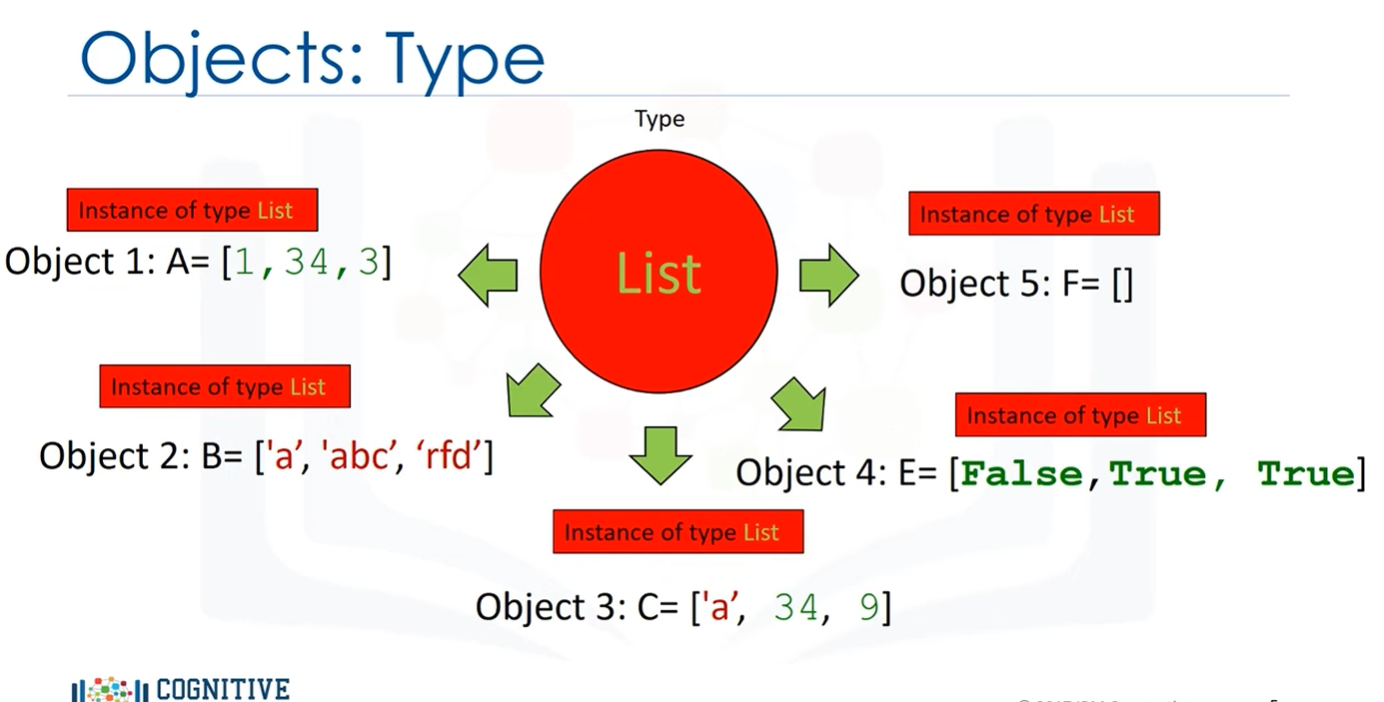 Objects: Type
Type
List
Instance of type List
Object 1: A= [1,34,3]
Instance of type List
Object 2: B= ['a’, 'abc’, ‘rfd’]
Instance of type List
Object 3: C= ['a’, 34, 9]
Instance of type List
Object 4: E= [False,True, True]
Instance of type List
Object 5: F= []
COGNITIVE